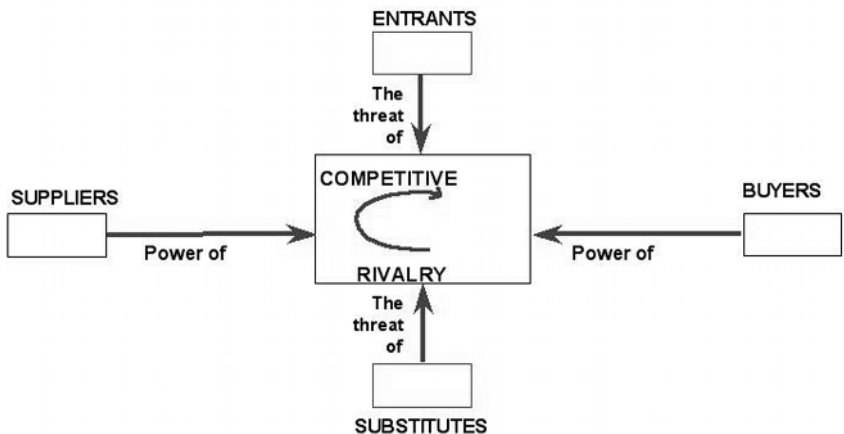 ENTRANTS
The
threat
of
COMPETITIVE
RIVALRY
SUPPLIERS
Power of
BUYERS
Power of
The
threat
of
SUBSTITUTES